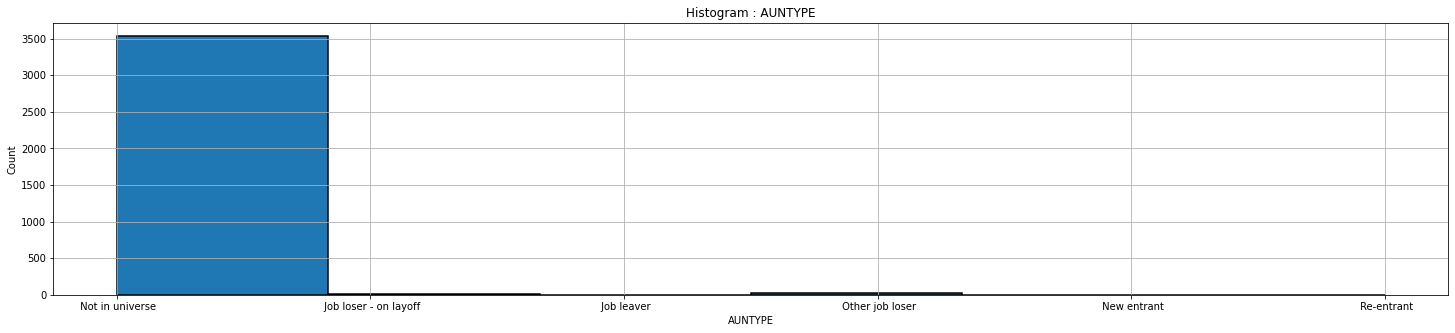 Histogram : AUNTYPE
3500
3000
2500
2000
1500
1000
500
0
Count
Not in universe
Job loser - on layoff
Job leaver
Other job loser
New entrant
Re-entrant
AUNTYPE